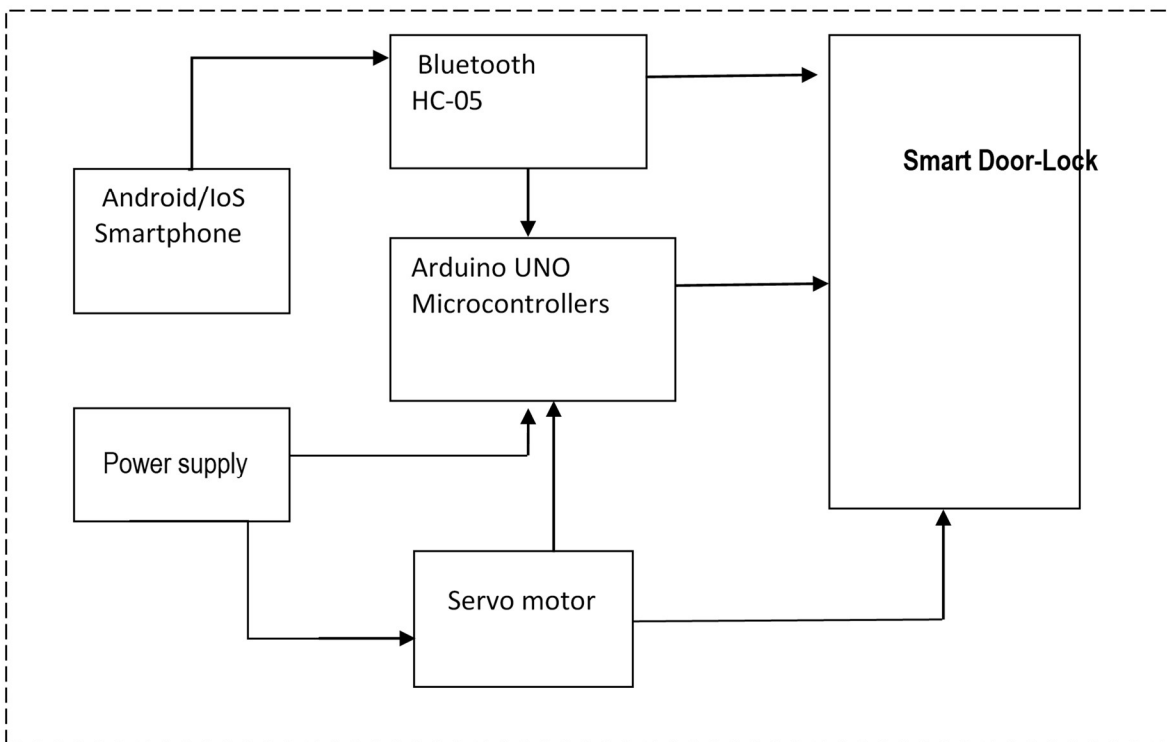 Bluetooth
HC-05
Smart Door-Lock
Android/IoS
Smartphone
Arduino UNO
Microcontrollers
Power supply
Servo motor